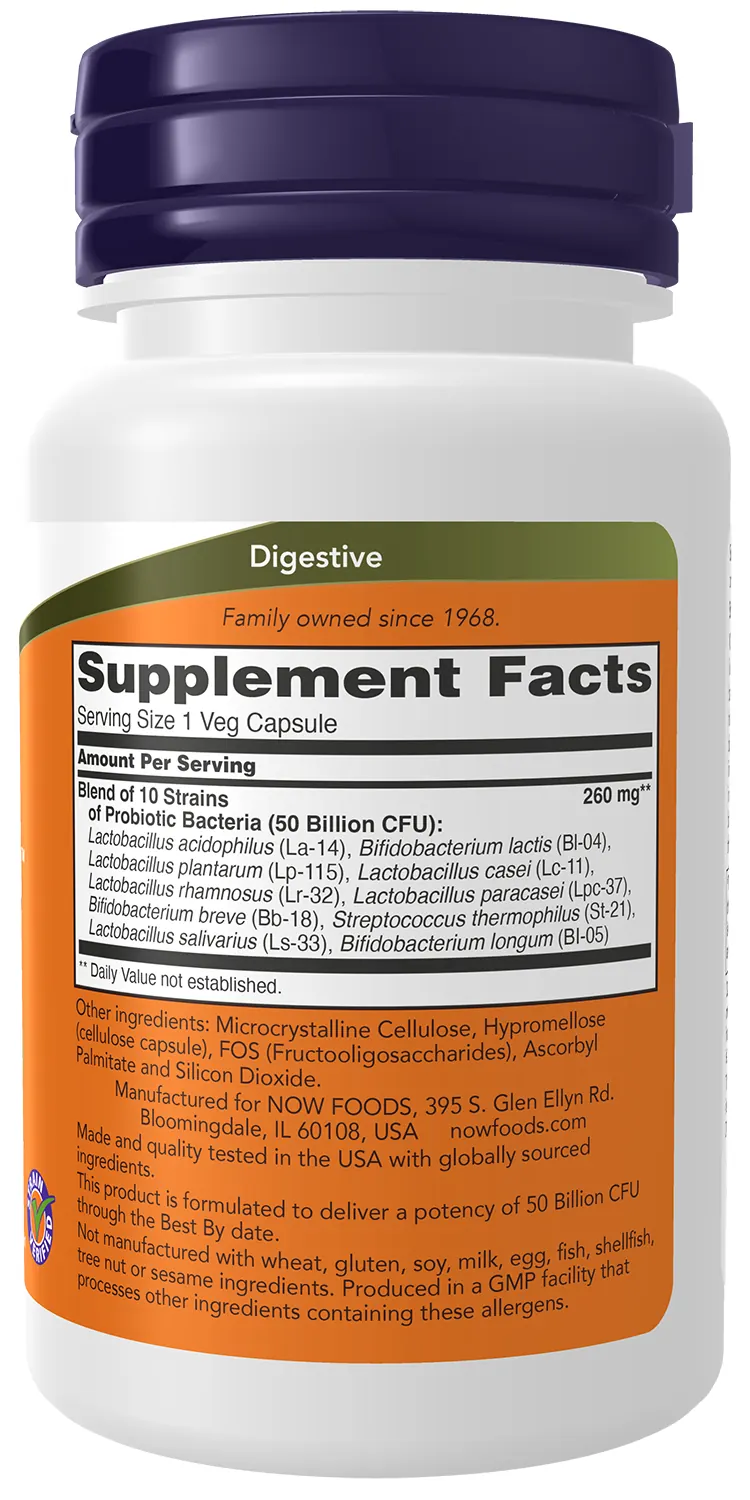 Digestive
Family owned since 1968.
Supplement Facts
Serving Size 1 Veg Capsule
Amount Per Serving
Blend of 10 Strains 260 mg**
of Probiotic Bacteria (50 Billion CFU):
Lactobacillus acidophilus (La-14), Bifidobacterium lactis (Bl-04),
Lactobacillus plantarum (Lp-115), Lactobacillus casei (Lc-11),
Lactobacillus rhamnosus (Lr-32), Lactobacillus paracasei (Lpc-37),
Bifidobacterium breve (Bb-18), Streptococcus thermophilus (St-21),
Lactobacillus salivarius (Ls-33), Bifidobacterium longum (Bl-05)
** Daily Value not established.
Other ingredients: Microcrystalline Cellulose, Hypromellose
(cellulose capsule), FOS (Fructooligosaccharides), Ascorbyl
Palmitate and Silicon Dioxide.
Manufactured for NOW FOODS, 395 S. Glen Ellyn Rd.
Bloomingdale, IL 60108, USA nowfoods.com
Made and quality tested in the USA with globally sourced
ingredients.
This product is formulated to deliver a potency of 50 Billion CFU
through the Best By date.
Not manufactured with wheat, gluten, soy, milk, egg, fish, shellfish,
tree nut or sesame ingredients. Produced in a GMP facility that
processes other ingredients containing these allergens.
VERIFIED